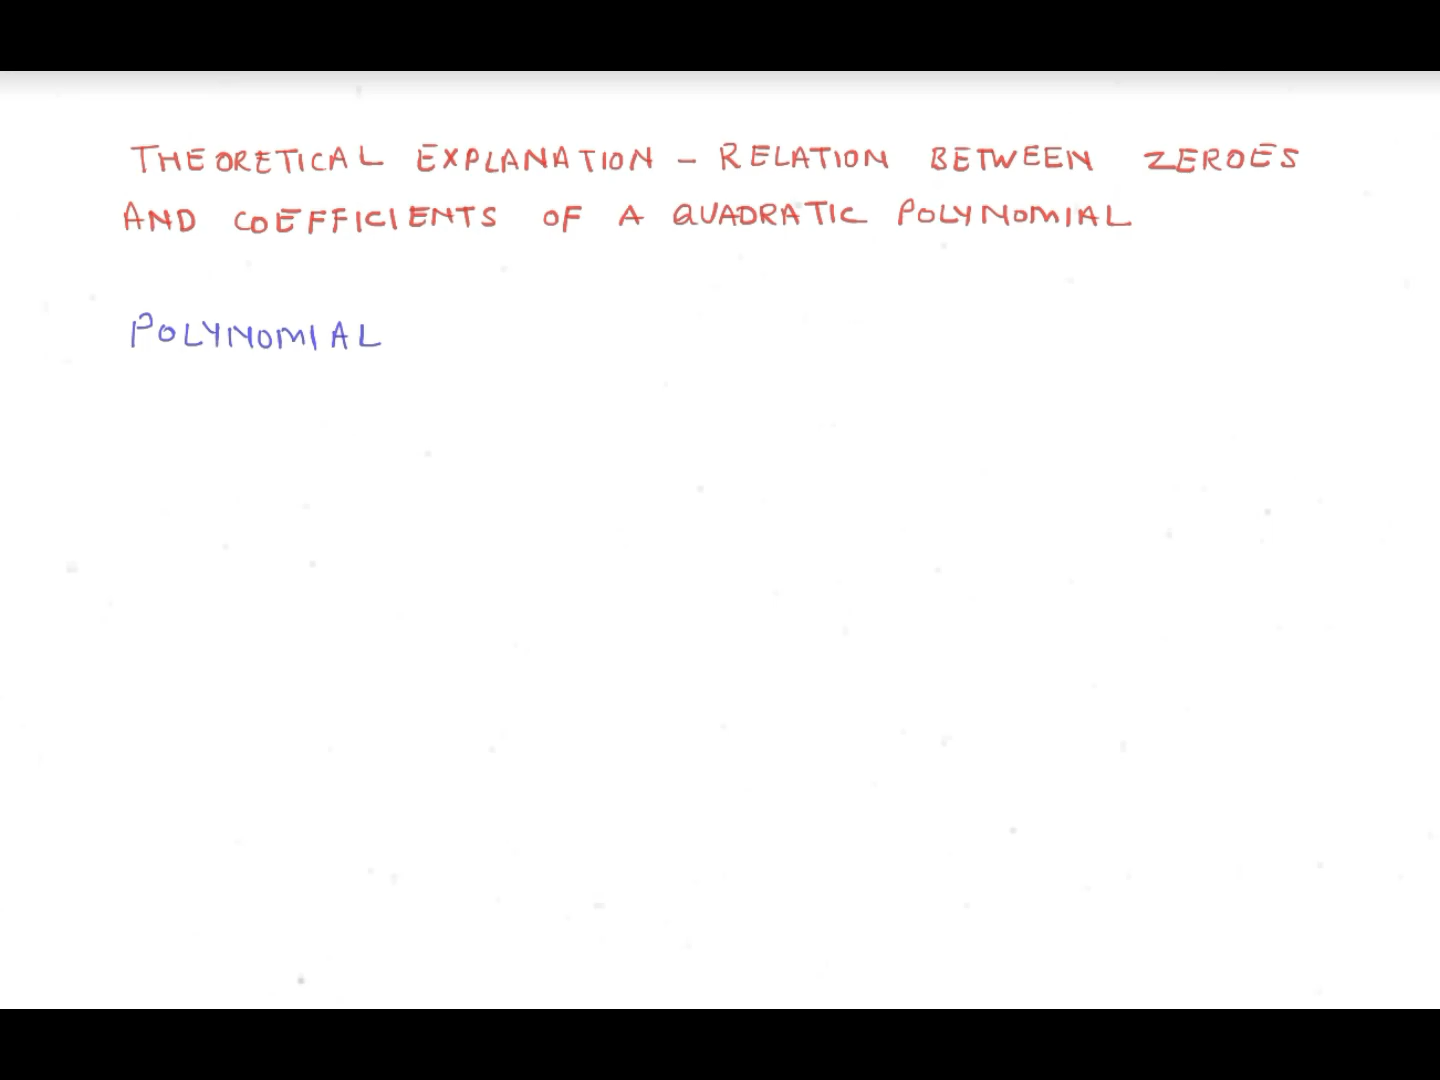 THEORETICAL EXPLANATION - RELATION BETWEEN ZEROES
AND COEFFICIENTS OF A QUADRATIC POLYNOMIAL
POLYNOMIAL